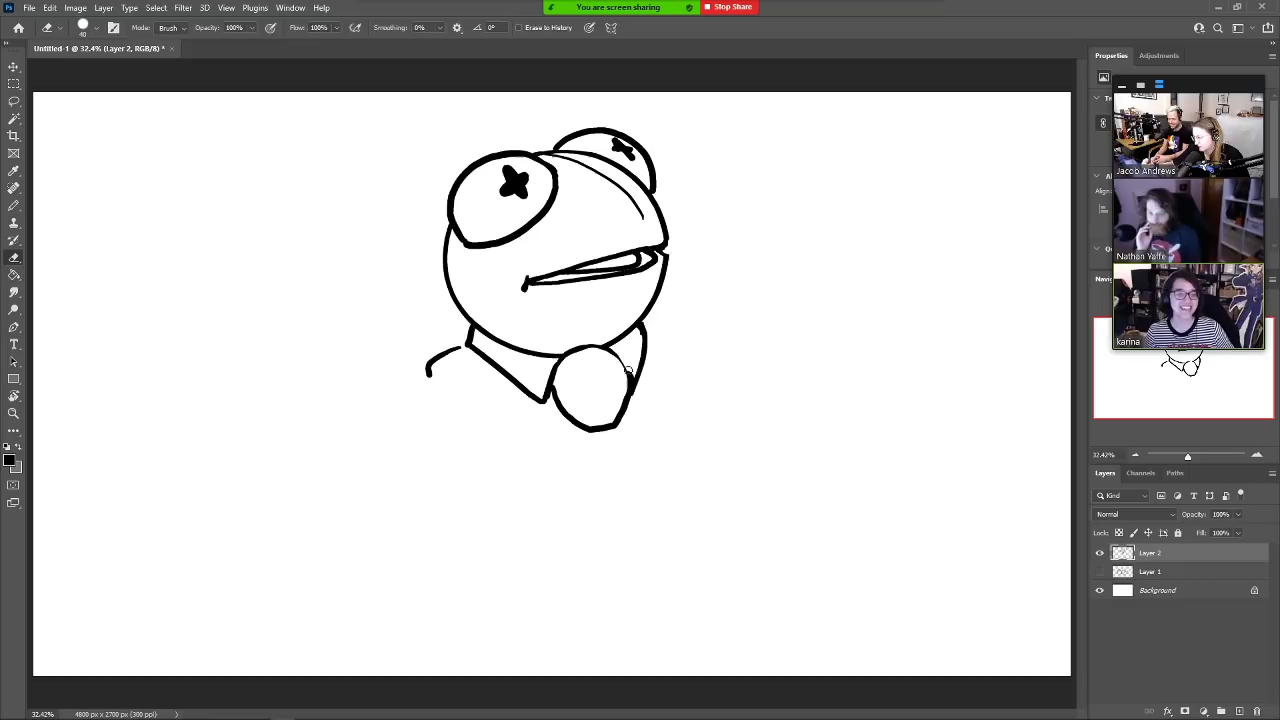 Ps File Edit Image Layer Type Select Filter 3D View Plugins Window Help
You are screen sharing Stop Share
40 Mode: Brush Opacity: 100% Flow: 100% Smoothing: 0% 0° Erase to History
Untitled-1 @ 32.4% (Layer 2, RGB/8) * ×
Properties Adjustments
Jacob Andrews
Nathan Yaffe
karina
32.42%
Layers Channels Paths
Kind
Normal Opacity: 100%
Lock: Fill: 100%
Layer 2
Layer 1
Background
32.42% 4800 px x 2700 px (300 ppi)